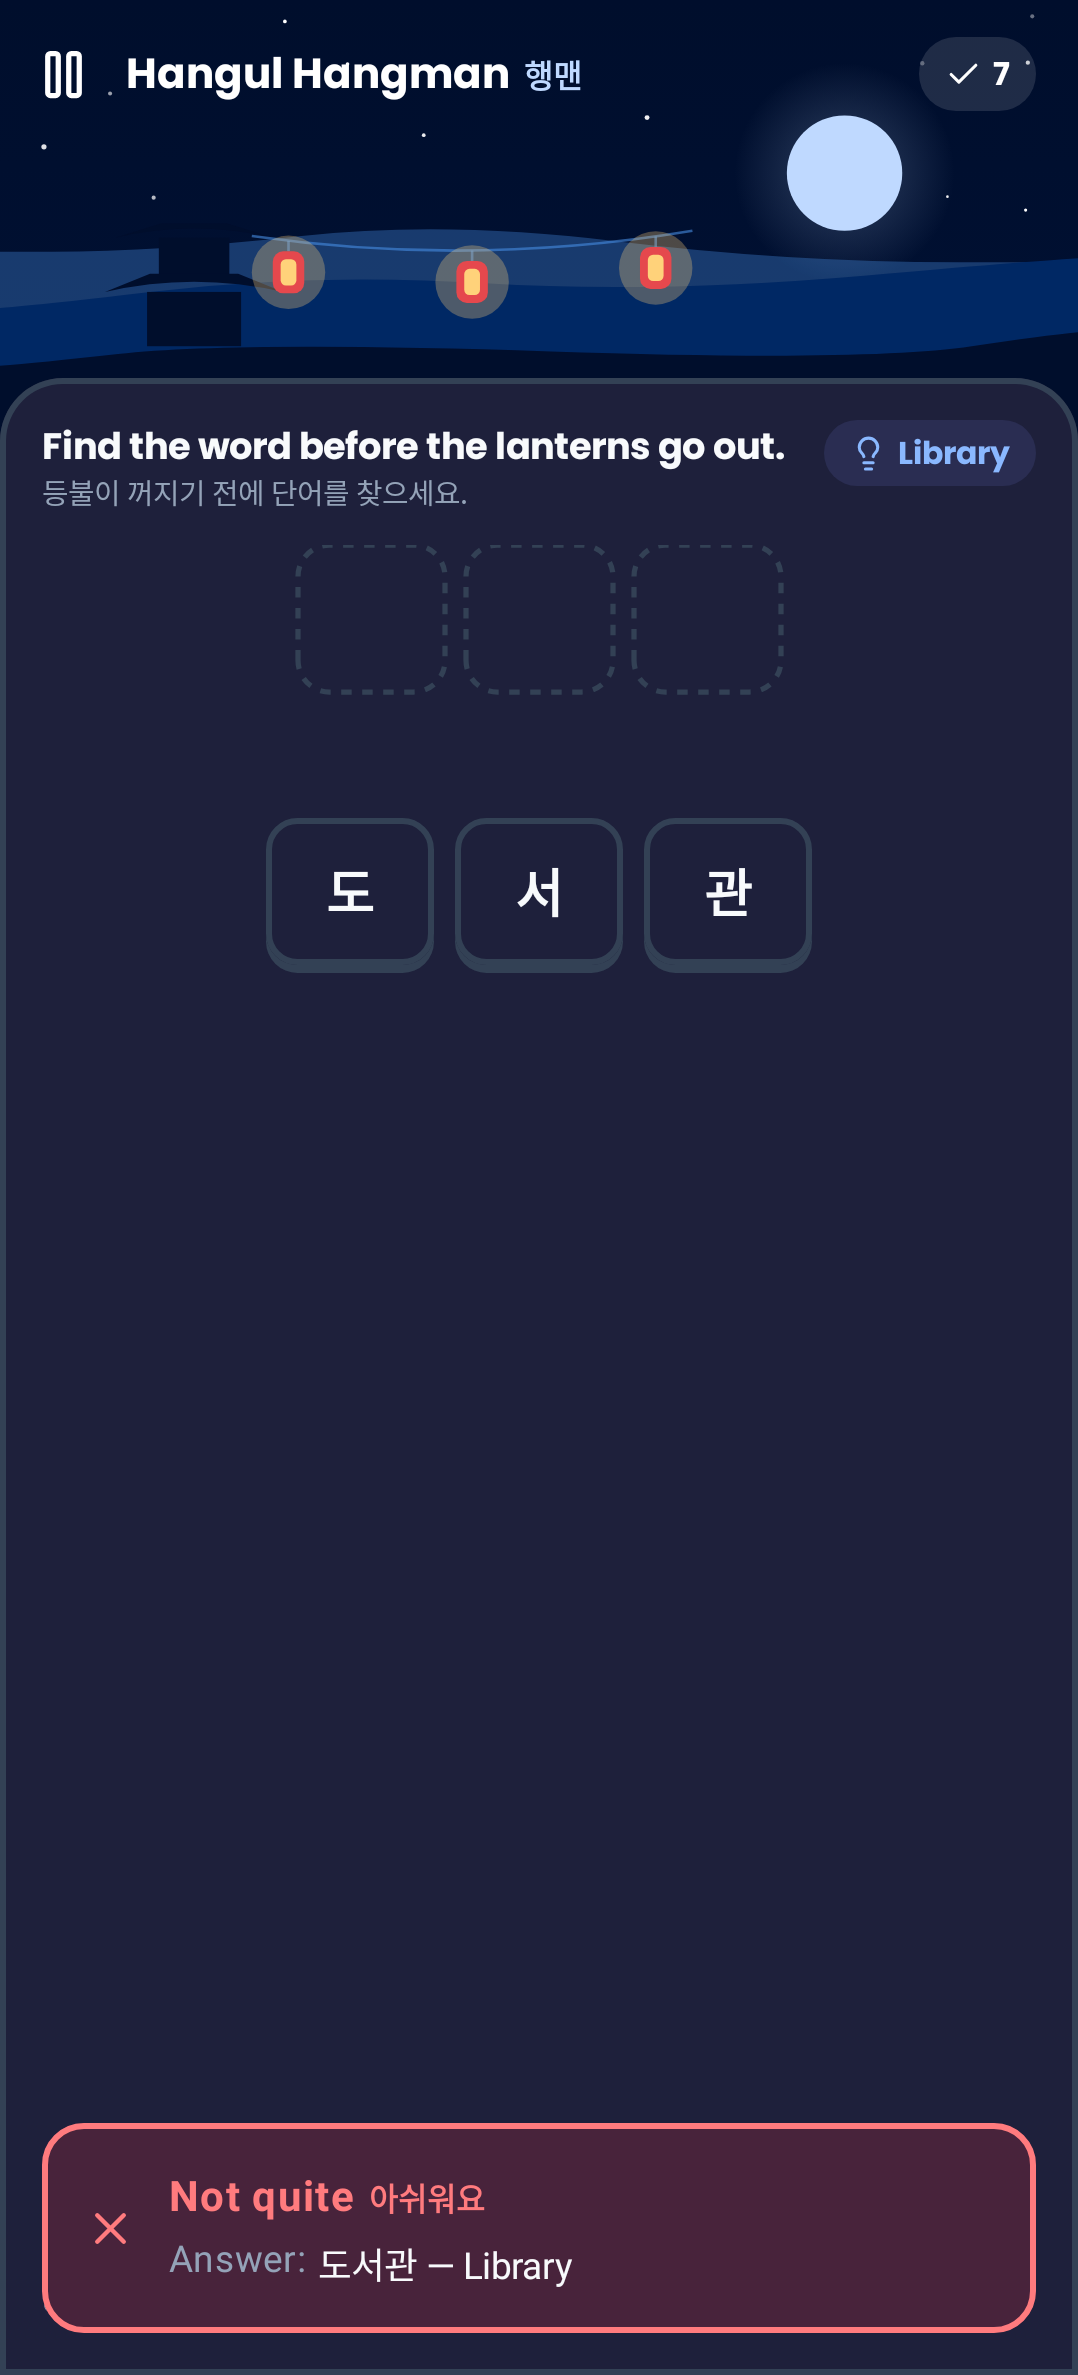 Hangul Hangman 행맨
7
Find the word before the lanterns go out.
등불이 꺼지기 전에 단어를 찾으세요.
Library
도 서 관
Not quite 아쉬워요
Answer: 도서관 – Library